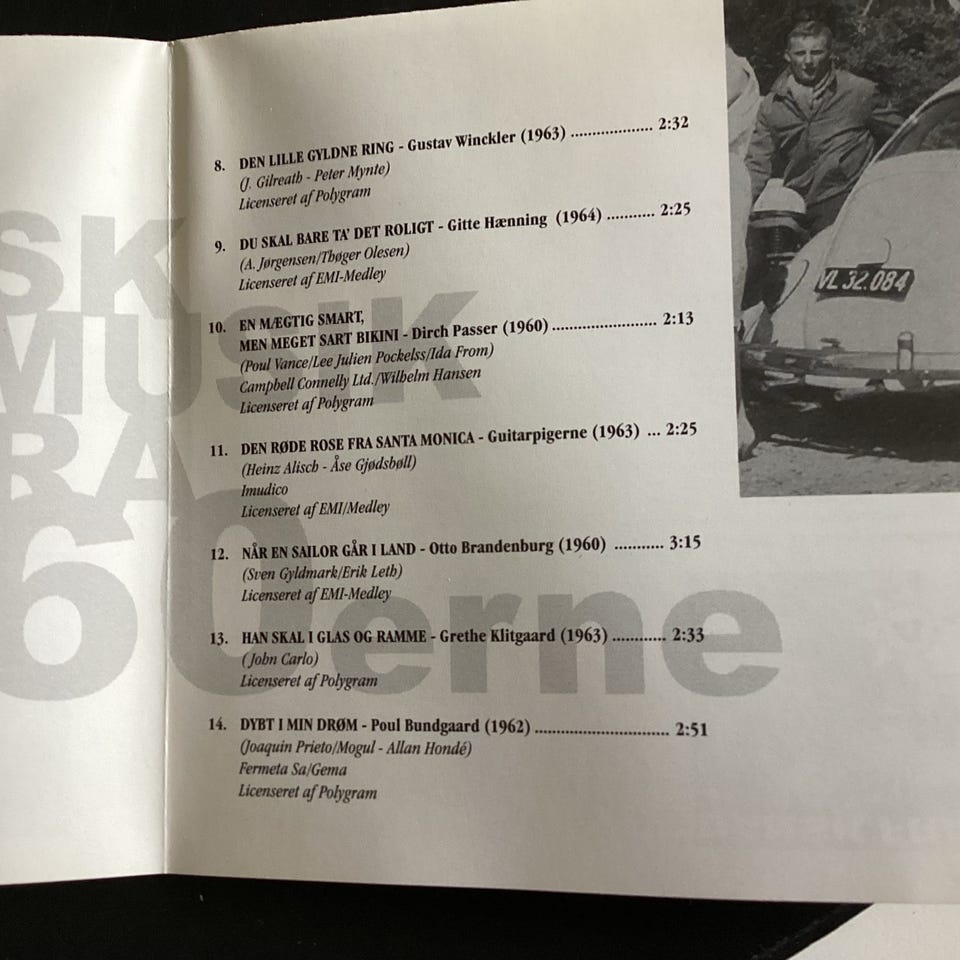 SK
MUSIK
FRA
60erne
8. DEN LILLE GYLDNE RING - Gustav Winckler (1963) .................... 2:32
(J. Gilreath - Peter Mynte)
Licenseret af Polygram
9. DU SKAL BARE TA' DET ROLIGT - Gitte Hænning (1964) ............ 2:25
(A. Jørgensen/Thøger Olesen)
Licenseret af EMI-Medley
10. EN MÆGTIG SMART,
MEN MEGET SART BIKINI - Dirch Passer (1960) .......................... 2:13
(Poul Vance/Lee Julien Pockelss/Ida From)
Campbell Connelly Ltd./Wilhelm Hansen
Licenseret af Polygram
11. DEN RØDE ROSE FRA SANTA MONICA - Guitarpigerne (1963) ... 2:25
(Heinz Alisch - Åse Gjødsbøll)
Imudico
Licenseret af EMI/Medley
12. NÅR EN SAILOR GÅR I LAND - Otto Brandenburg (1960) ........... 3:15
(Sven Gyldmark/Erik Leth)
Licenseret af EMI-Medley
13. HAN SKAL I GLAS OG RAMME - Grethe Klitgaard (1963) ............ 2:33
(John Carlo)
Licenseret af Polygram
14. DYBT I MIN DRØM - Poul Bundgaard (1962) ................................ 2:51
(Joaquin Prieto/Mogul - Allan Hondé)
Fermeta Sa/Gema
Licenseret af Polygram
VL 32.084